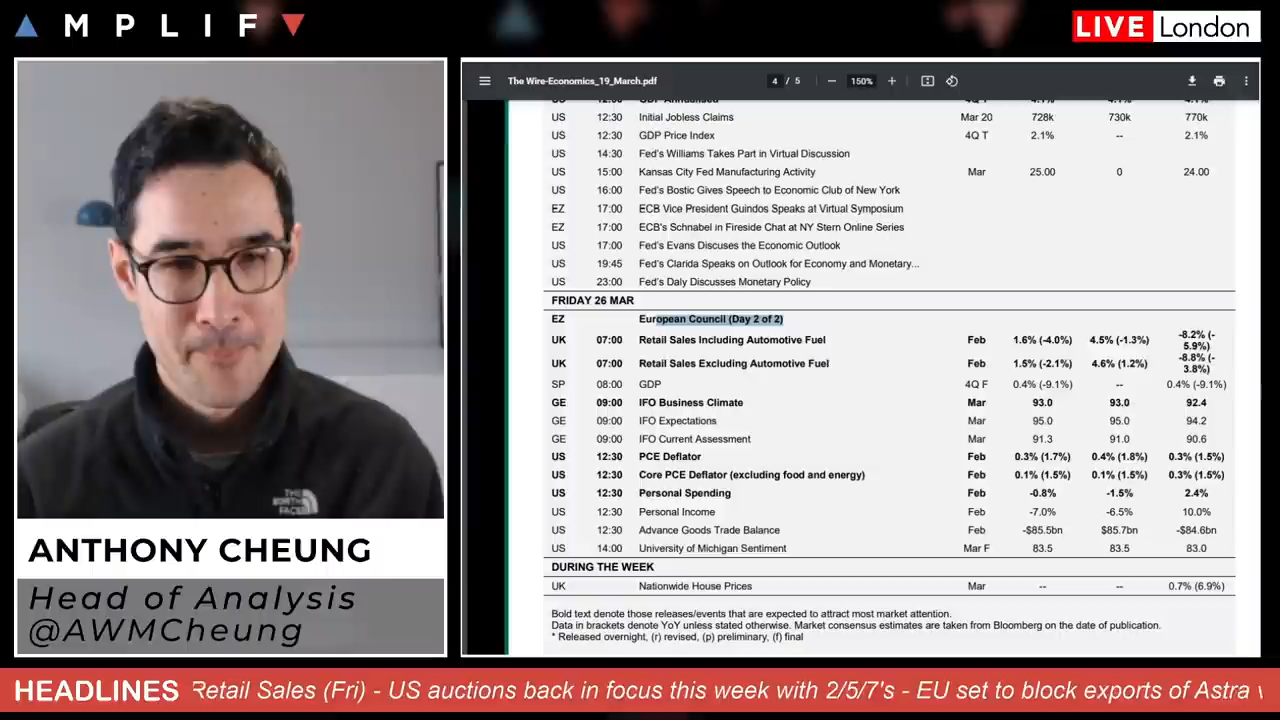 ▲ M P L I F ▼
LIVE London
The Wire-Economics_19_March.pdf 4 / 5 150%
US 12:30 GDP Annualised 4Q T 4.1% 4.1% 4.1%
US 12:30 Initial Jobless Claims Mar 20 728k 730k 770k
US 12:30 GDP Price Index 4Q T 2.1% -- 2.1%
US 14:30 Fed's Williams Takes Part in Virtual Discussion
US 15:00 Kansas City Fed Manufacturing Activity Mar 25.00 0 24.00
US 16:00 Fed's Bostic Gives Speech to Economic Club of New York
EZ 17:00 ECB Vice President Guindos Speaks at Virtual Symposium
EZ 17:00 ECB's Schnabel in Fireside Chat at NY Stern Online Series
US 17:00 Fed's Evans Discusses the Economic Outlook
US 19:45 Fed's Clarida Speaks on Outlook for Economy and Monetary...
US 23:00 Fed's Daly Discusses Monetary Policy
FRIDAY 26 MAR
EZ European Council (Day 2 of 2)
UK 07:00 Retail Sales Including Automotive Fuel Feb 1.6% (-4.0%) 4.5% (-1.3%) -8.2% (-
5.9%)
UK 07:00 Retail Sales Excluding Automotive Fuel Feb 1.5% (-2.1%) 4.6% (1.2%) -8.8% (-
3.8%)
SP 08:00 GDP 4Q F 0.4% (-9.1%) -- 0.4% (-9.1%)
GE 09:00 IFO Business Climate Mar 93.0 93.0 92.4
GE 09:00 IFO Expectations Mar 95.0 95.0 94.2
GE 09:00 IFO Current Assessment Mar 91.3 91.0 90.6
US 12:30 PCE Deflator Feb 0.3% (1.7%) 0.4% (1.8%) 0.3% (1.5%)
US 12:30 Core PCE Deflator (excluding food and energy) Feb 0.1% (1.5%) 0.1% (1.5%) 0.3% (1.5%)
US 12:30 Personal Spending Feb -0.8% -1.5% 2.4%
US 12:30 Personal Income Feb -7.0% -6.5% 10.0%
US 12:30 Advance Goods Trade Balance Feb -$85.5bn $85.7bn -$84.6bn
US 14:00 University of Michigan Sentiment Mar F 83.5 83.5 83.0
DURING THE WEEK
UK Nationwide House Prices Mar -- -- 0.7% (6.9%)
Bold text denote those releases/events that are expected to attract most market attention.
Data in brackets denote YoY unless stated otherwise. Market consensus estimates are taken from Bloomberg on the date of publication.
* Released overnight, (r) revised, (p) preliminary, (f) final
THE
NORTH
FACE
ANTHONY CHEUNG
Head of Analysis
@AWMCheung
HEADLINES Retail Sales (Fri) - US auctions back in focus this week with 2/5/7's - EU set to block exports of Astra